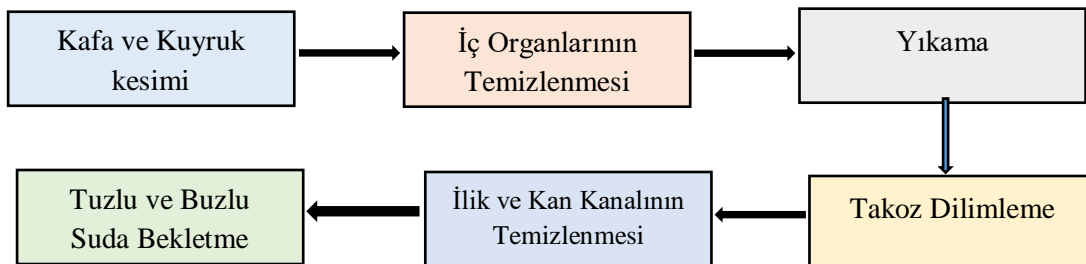 Kafa ve Kuyruk
kesimi
İç Organlarının
Temizlenmesi
Yıkama
Takoz Dilimleme
İlik ve Kan Kanalının
Temizlenmesi
Tuzlu ve Buzlu
Suda Bekletme